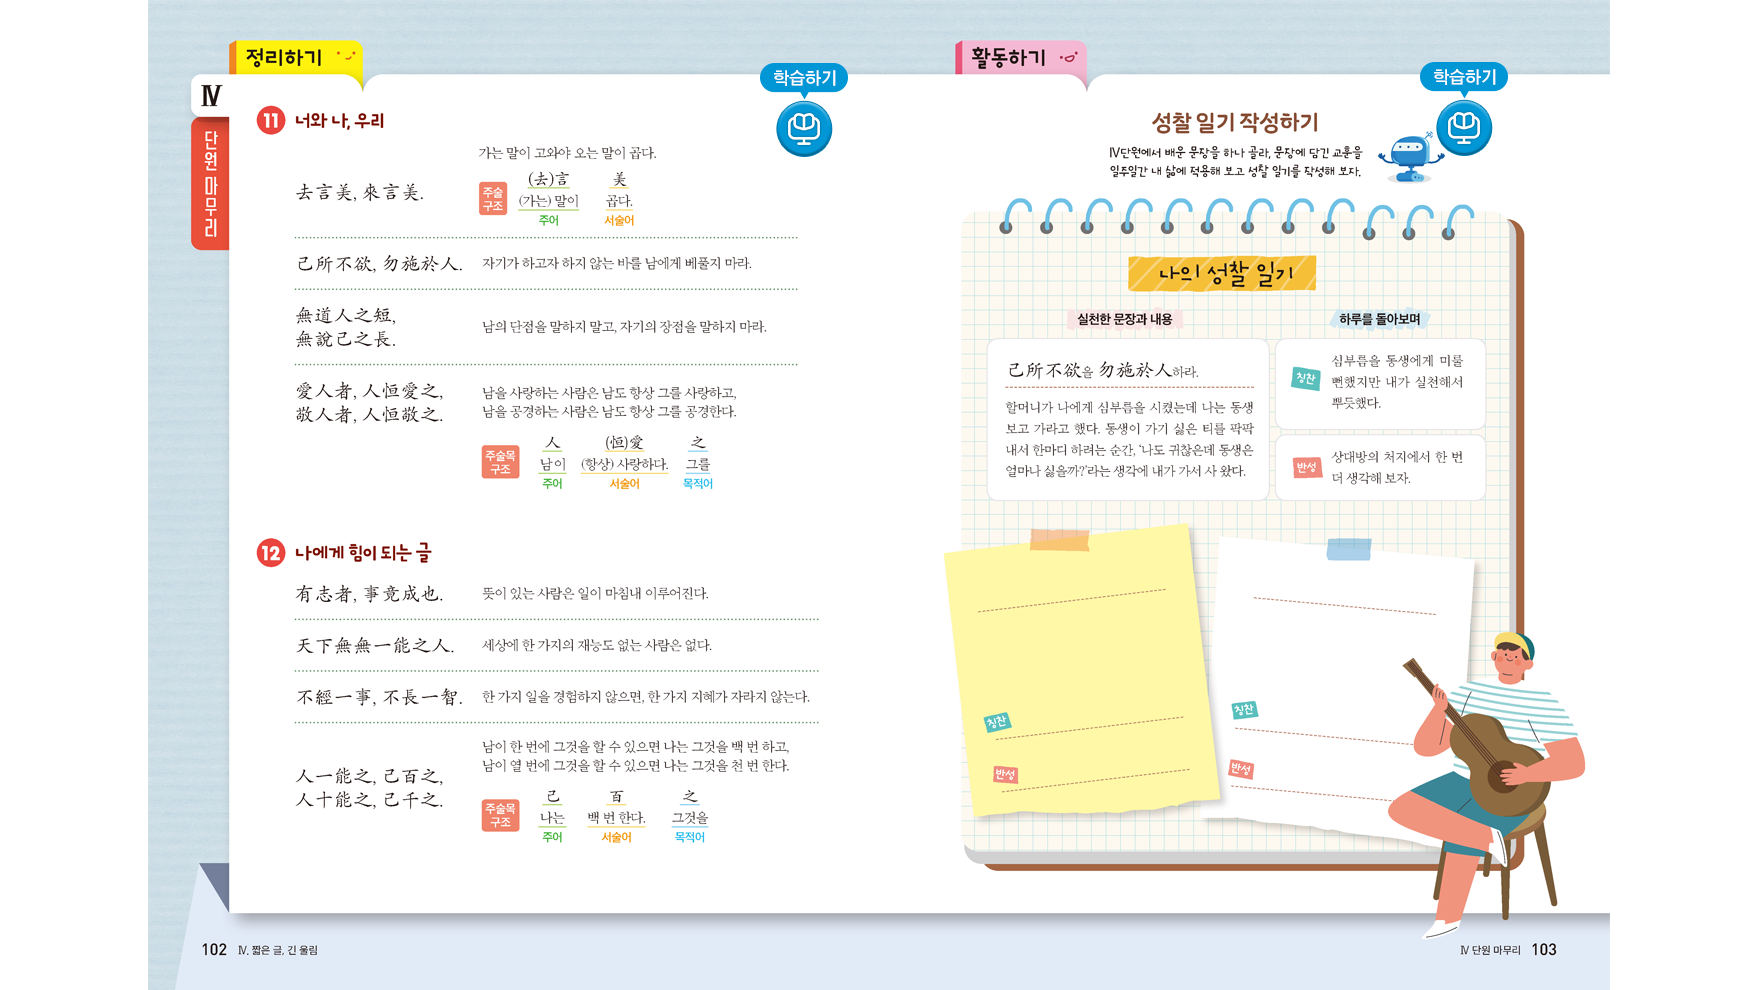 정리하기
학습하기
Ⅳ
단원 마무리
11 너와 나, 우리
去言美, 來言美.
가는 말이 고와야 오는 말이 곱다.
주술
구조
(去)言 美
(가는) 말이 곱다.
주어 서술어
己所不欲, 勿施於人.
자기가 하고자 하지 않는 바를 남에게 베풀지 마라.
無道人之短,
無說己之長.
남의 단점을 말하지 말고, 자기의 장점을 말하지 마라.
愛人者, 人恒愛之,
敬人者, 人恒敬之.
남을 사랑하는 사람은 남도 항상 그를 사랑하고,
남을 공경하는 사람은 남도 항상 그를 공경한다.
주술목
구조
人 (恒)愛 之
남이 (항상) 사랑하다. 그를
주어 서술어 목적어
12 나에게 힘이 되는 글
有志者, 事竟成也.
뜻이 있는 사람은 일이 마침내 이루어진다.
天下無無一能之人.
세상에 한 가지의 재능도 없는 사람은 없다.
不經一事, 不長一智.
한 가지 일을 경험하지 않으면, 한 가지 지혜가 자라지 않는다.
人一能之, 己百之,
人十能之, 己千之.
남이 한 번에 그것을 할 수 있으면 나는 그것을 백 번 하고,
남이 열 번에 그것을 할 수 있으면 나는 그것을 천 번 한다.
주술목
구조
己 百 之
나는 백 번 한다. 그것을
주어 서술어 목적어
102 Ⅳ. 짧은 글, 긴 울림
활동하기
학습하기
성찰 일기 작성하기
Ⅳ단원에서 배운 문장을 하나 골라, 문장에 담긴 교훈을
일주일간 내 삶에 적용해 보고 성찰 일기를 작성해 보자.
나의 성찰 일기
실천한 문장과 내용
己所不欲을 勿施於人하라.
할머니가 나에게 심부름을 시켰는데 나는 동생
보고 가라고 했다. 동생이 가기 싫은 티를 팍팍
내서 한마디 하려는 순간, ‘나도 귀찮은데 동생은
얼마나 싫을까?’라는 생각에 내가 가서 사 왔다.
하루를 돌아보며
칭찬
심부름을 동생에게 미룰
뻔했지만 내가 실천해서
뿌듯했다.
반성
상대방의 처지에서 한 번
더 생각해 보자.
칭찬
반성
칭찬
반성
Ⅳ 단원 마무리 103